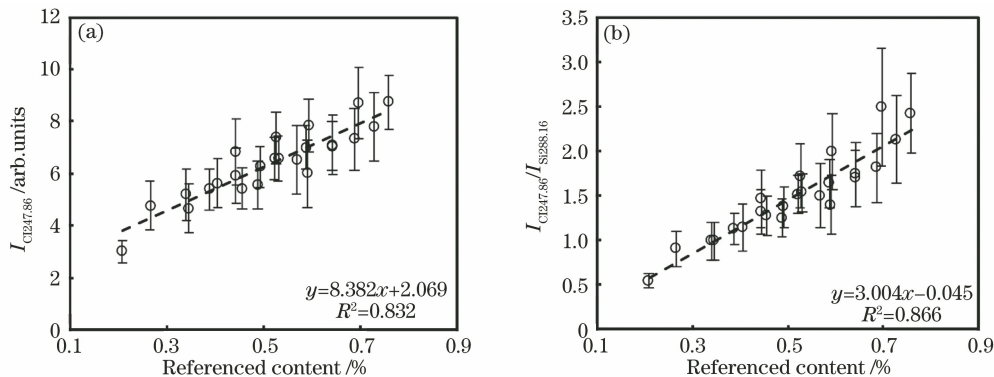 (a)
12
10
8
6
4
2
0
I CI247.86 /arb.units
y=8.382x+2.069
R²=0.832
0.1 0.3 0.5 0.7 0.9
Referenced content /%
(b)
3.5
3.0
2.5
2.0
1.5
1.0
0.5
0
I CI247.86/I SI288.16
y=3.004x−0.045
R²=0.866
0.1 0.3 0.5 0.7 0.9
Referenced content /%